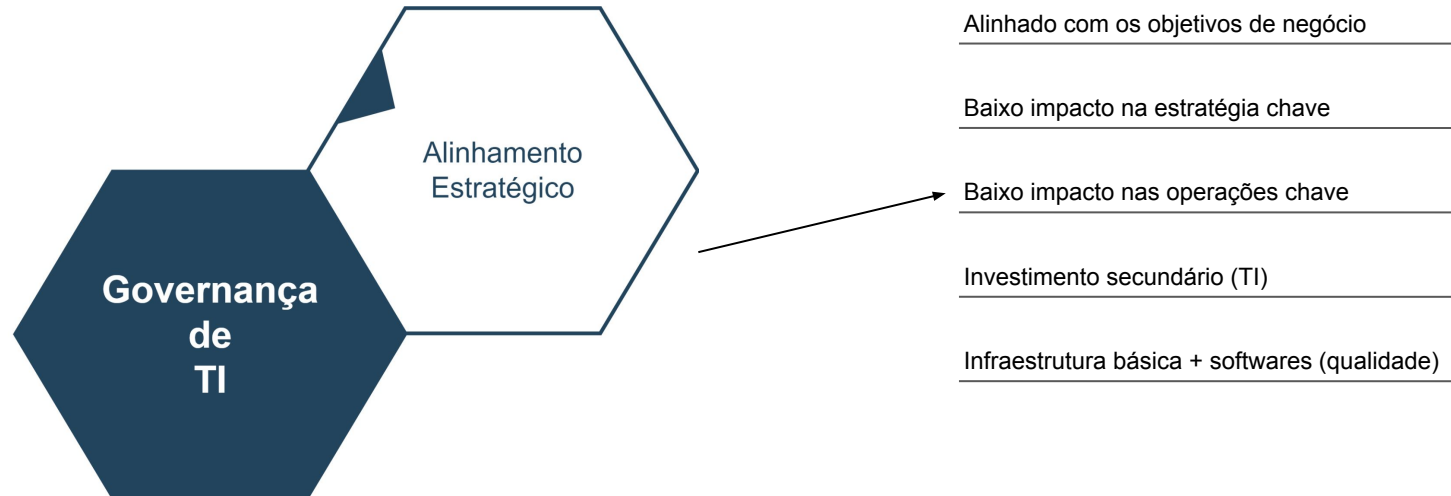 Governança
de
TI
Alinhamento
Estratégico
Alinhado com os objetivos de negócio
Baixo impacto na estratégia chave
Baixo impacto nas operações chave
Investimento secundário (TI)
Infraestrutura básica + softwares (qualidade)